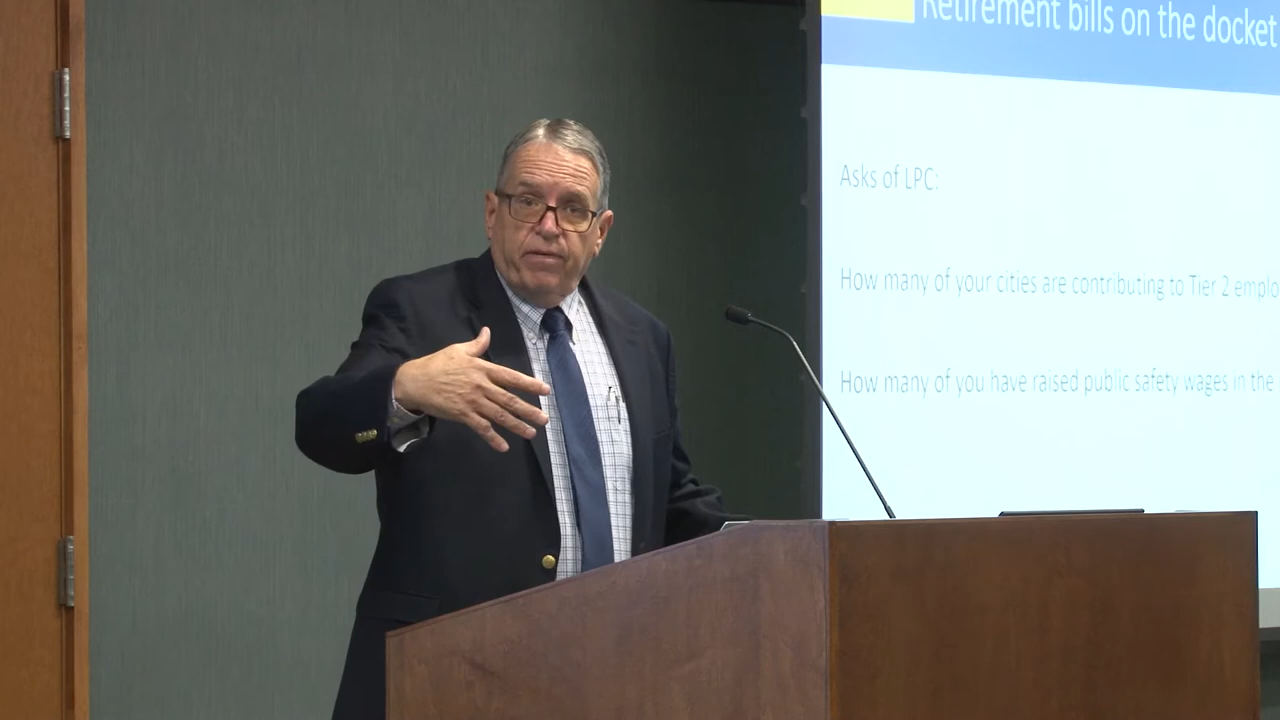 Retirement bills on the docket
Asks of LPC:
How many of your cities are contributing to Tier 2 emplo
How many of you have raised public safety wages in the